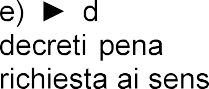 e) ► d
decreti pena
richiesta ai sens